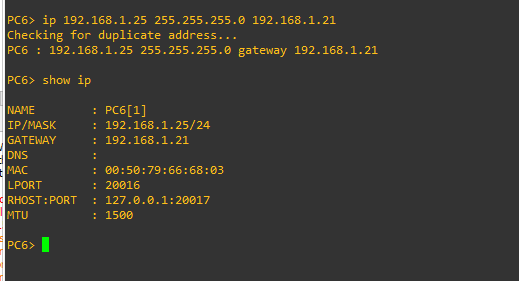 PC6> ip 192.168.1.25 255.255.255.0 192.168.1.21
Checking for duplicate address...
PC6 : 192.168.1.25 255.255.255.0 gateway 192.168.1.21
PC6> show ip
NAME        : PC6[1]
IP/MASK     : 192.168.1.25/24
GATEWAY     : 192.168.1.21
DNS         :
MAC         : 00:50:79:66:68:03
LPORT       : 20016
RHOST:PORT  : 127.0.0.1:20017
MTU         : 1500
PC6>